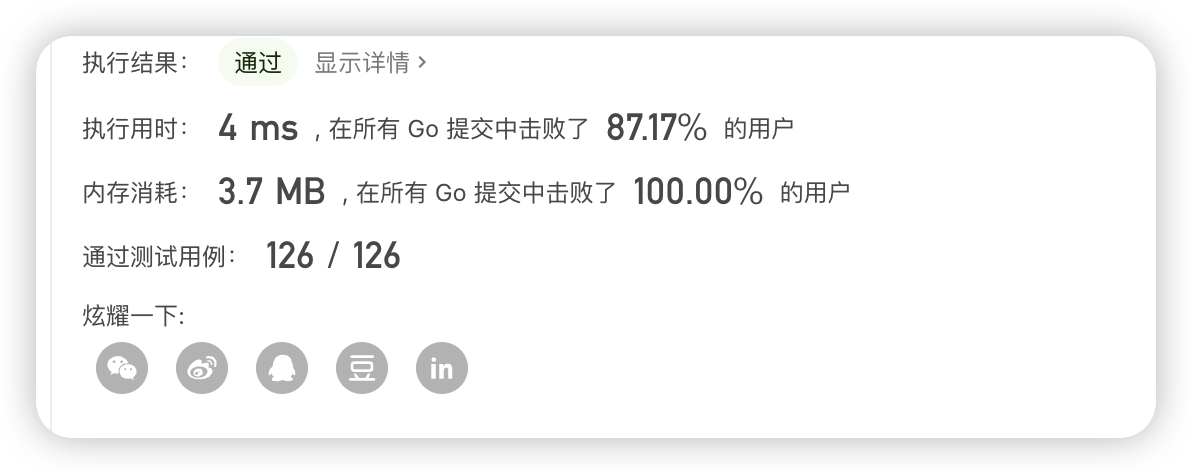 执行结果： 通过 显示详情 ›
执行用时： 4 ms , 在所有 Go 提交中击败了 87.17% 的用户
内存消耗： 3.7 MB , 在所有 Go 提交中击败了 100.00% 的用户
通过测试用例： 126 / 126
炫耀一下:
豆 in